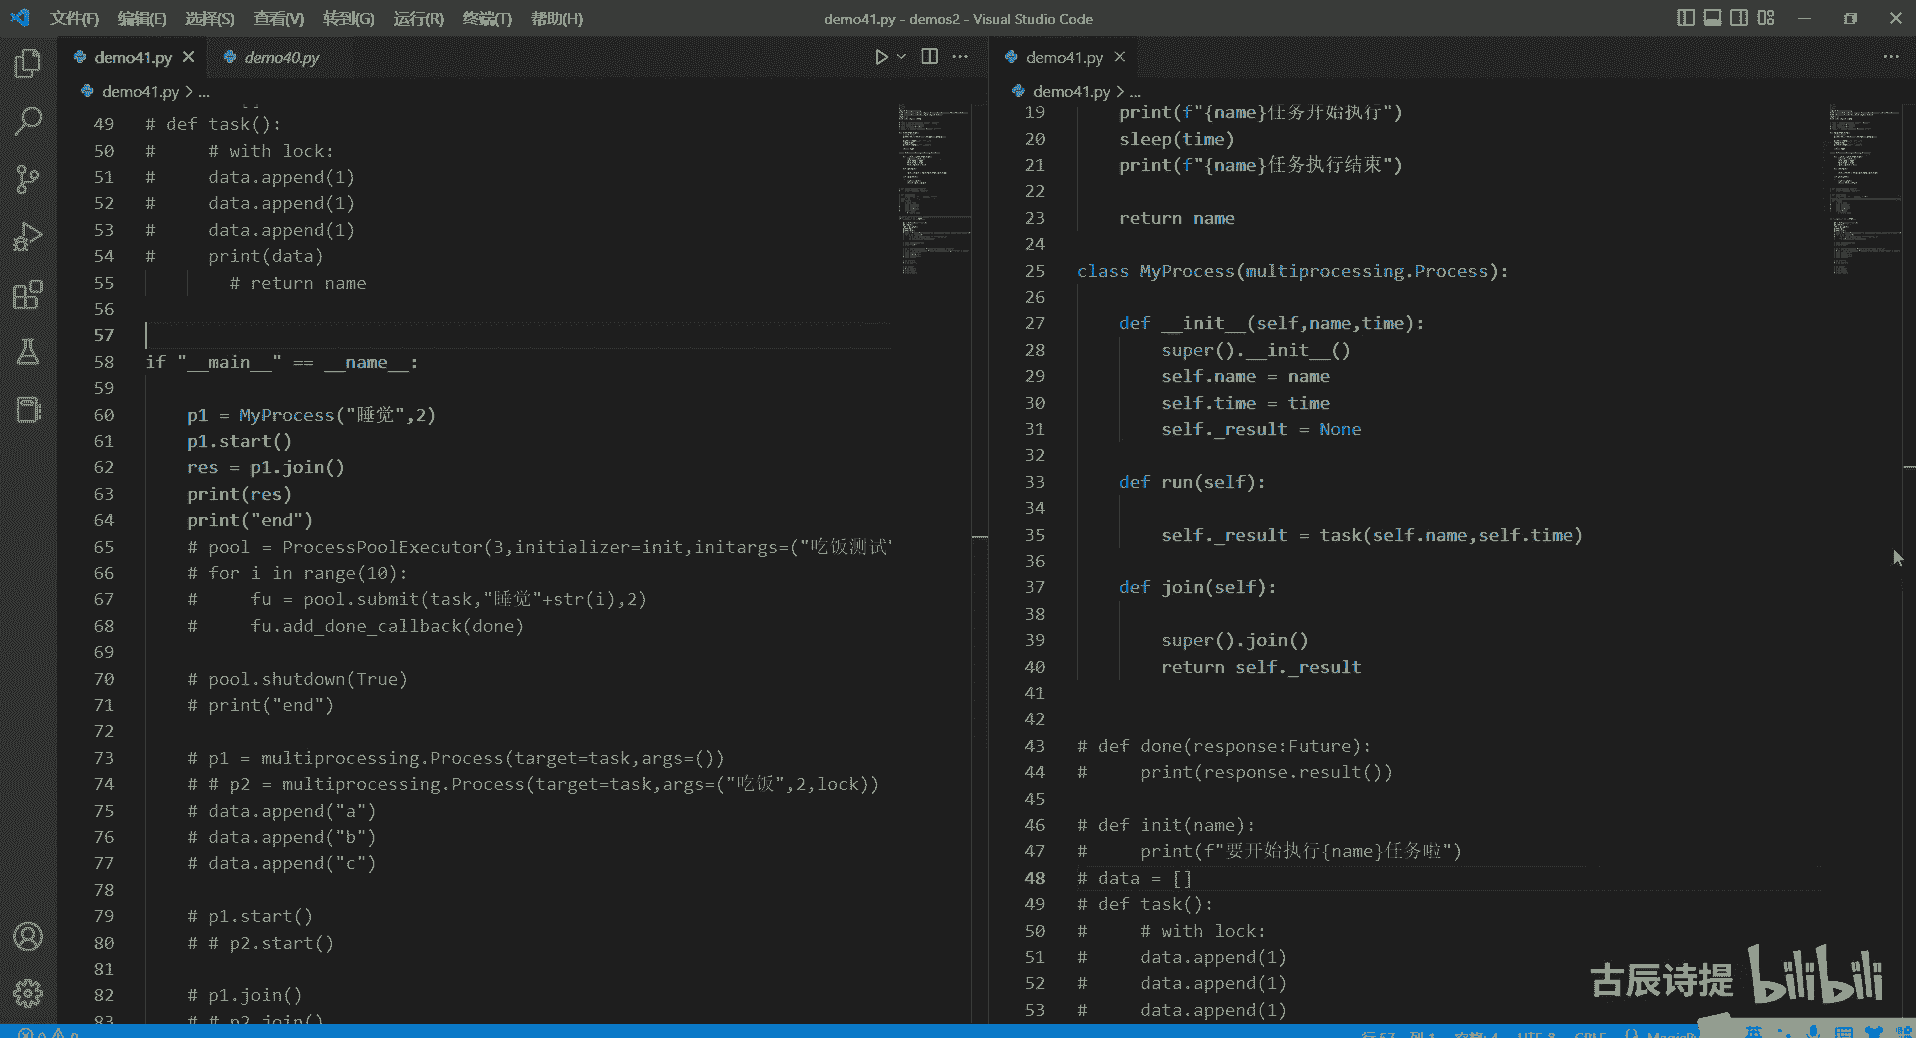 文件(F) 编辑(E) 选择(S) 查看(V) 转到(G) 运行(R) 终端(T) 帮助(H)
demo41.py - demos2 - Visual Studio Code
demo41.py
demo40.py
demo41.py > ...
49 # def task():
50 #     # with lock:
51 #     data.append(1)
52 #     data.append(1)
53 #     data.append(1)
54 #     print(data)
55         # return name
56
57
58 if "__main__" == __name__:
59
60     p1 = MyProcess("睡觉",2)
61     p1.start()
62     res = p1.join()
63     print(res)
64     print("end")
65     # pool = ProcessPoolExecutor(3,initializer=init,initargs=("吃饭测试"
66     # for i in range(10):
67     #     fu = pool.submit(task,"睡觉"+str(i),2)
68     #     fu.add_done_callback(done)
69
70     # pool.shutdown(True)
71     # print("end")
72
73     # p1 = multiprocessing.Process(target=task,args=())
74     # # p2 = multiprocessing.Process(target=task,args=("吃饭",2,lock))
75     # data.append("a")
76     # data.append("b")
77     # data.append("c")
78
79     # p1.start()
80     # # p2.start()
81
82     # p1.join()
83     # # p2.join()
demo41.py
demo41.py > ...
19     print(f"{name}任务开始执行")
20     sleep(time)
21     print(f"{name}任务执行结束")
22
23     return name
24
25 class MyProcess(multiprocessing.Process):
26
27     def __init__(self,name,time):
28         super().__init__()
29         self.name = name
30         self.time = time
31         self._result = None
32
33     def run(self):
34
35         self._result = task(self.name,self.time)
36
37     def join(self):
38
39         super().join()
40         return self._result
41
42
43 # def done(response:Future):
44 #     print(response.result())
45
46 # def init(name):
47 #     print(f"要开始执行{name}任务啦")
48 # data = []
49 # def task():
50 #     # with lock:
51 #     data.append(1)
52 #     data.append(1)
53 #     data.append(1)
古辰诗提 bilibili
行 57, 列 1 空格: 4 UTF-8 CRLF
英